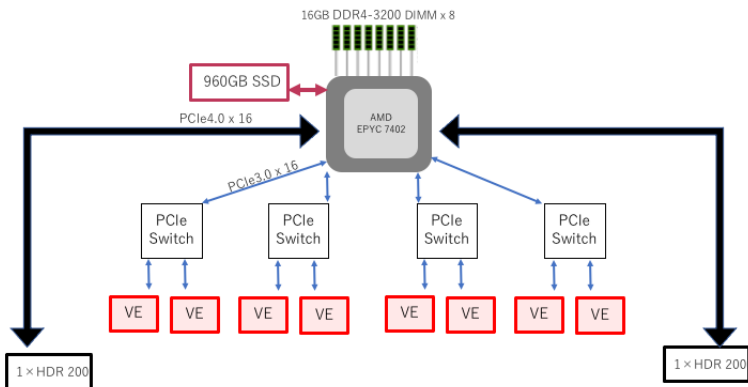 16GB DDR4-3200 DIMM x 8
960GB SSD
PCIe4.0 x 16
AMD
EPYC 7402
PCIe3.0 x 16
PCIe
Switch
PCIe
Switch
PCIe
Switch
PCIe
Switch
VE
VE
VE
VE
VE
VE
VE
VE
1×HDR 200
1×HDR 200